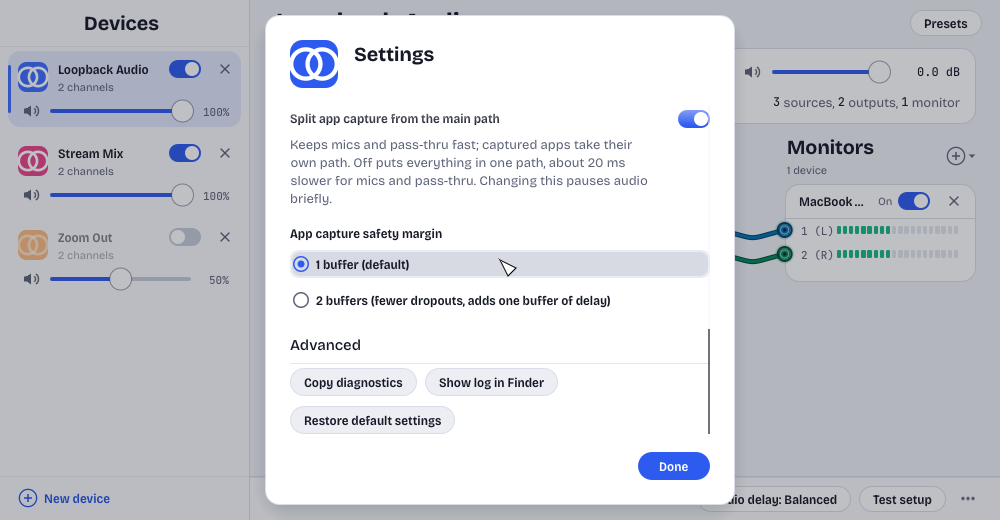 Devices
Loopback Audio
2 channels
100%
Stream Mix
2 channels
100%
Zoom Out
2 channels
50%
New device
Settings
Split app capture from the main path
Keeps mics and pass-thru fast; captured apps take their
own path. Off puts everything in one path, about 20 ms
slower for mics and pass-thru. Changing this pauses audio
briefly.
App capture safety margin
1 buffer (default)
2 buffers (fewer dropouts, adds one buffer of delay)
Advanced
Copy diagnostics
Show log in Finder
Restore default settings
Done
Presets
0.0 dB
3 sources, 2 outputs, 1 monitor
Monitors
1 device
MacBook ...
On
1 (L)
2 (R)
delay: Balanced
Test setup